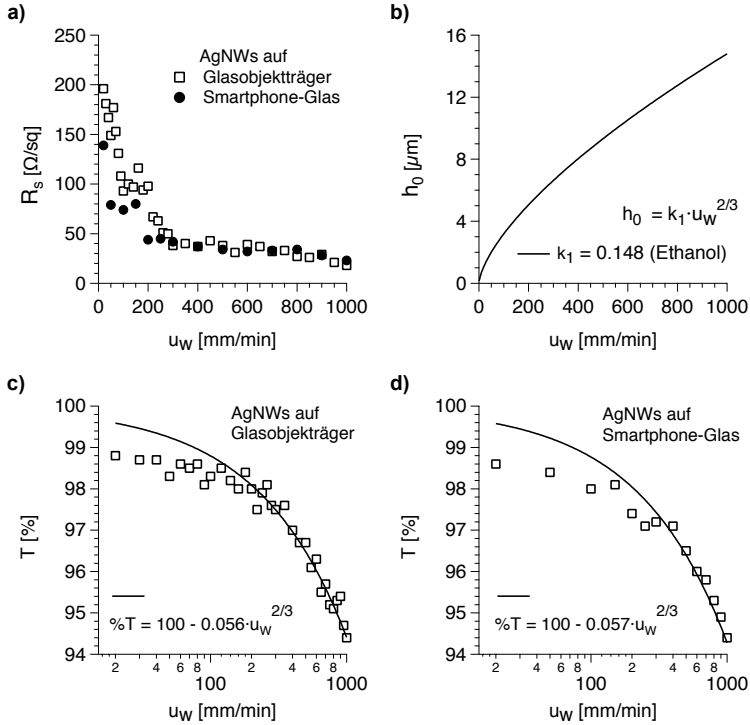 a)
250
200
150
100
50
0
R_s [Ω/sq]
AgNWs auf
Glasobjektträger
Smartphone-Glas
0 200 400 600 800 1000
u_w [mm/min]
b)
16
12
8
4
0
h_0 [µm]
h_0 = k_1·u_w^2/3
k_1 = 0.148 (Ethanol)
0 200 400 600 800 1000
u_w [mm/min]
c)
100
99
98
97
96
95
94
T [%]
AgNWs auf
Glasobjekträger
%T = 100 - 0.056·u_w^2/3
2 4 6 8 100 2 4 6 8 1000
u_w [mm/min]
d)
100
99
98
97
96
95
94
T [%]
AgNWs auf
Smartphone-Glas
%T = 100 - 0.057·u_w^2/3
2 4 6 8 100 2 4 6 8 1000
u_w [mm/min]